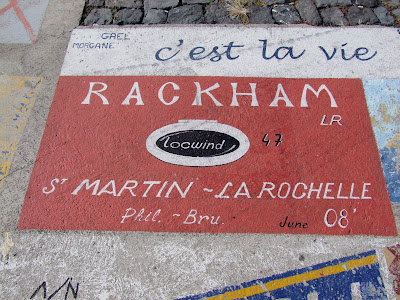 GAEL
MORGANE
c'est la vie
RACKHAM
LR
loowind 47
St MARTIN ~ LA ROCHELLE
Phil. - Bru. June 08'